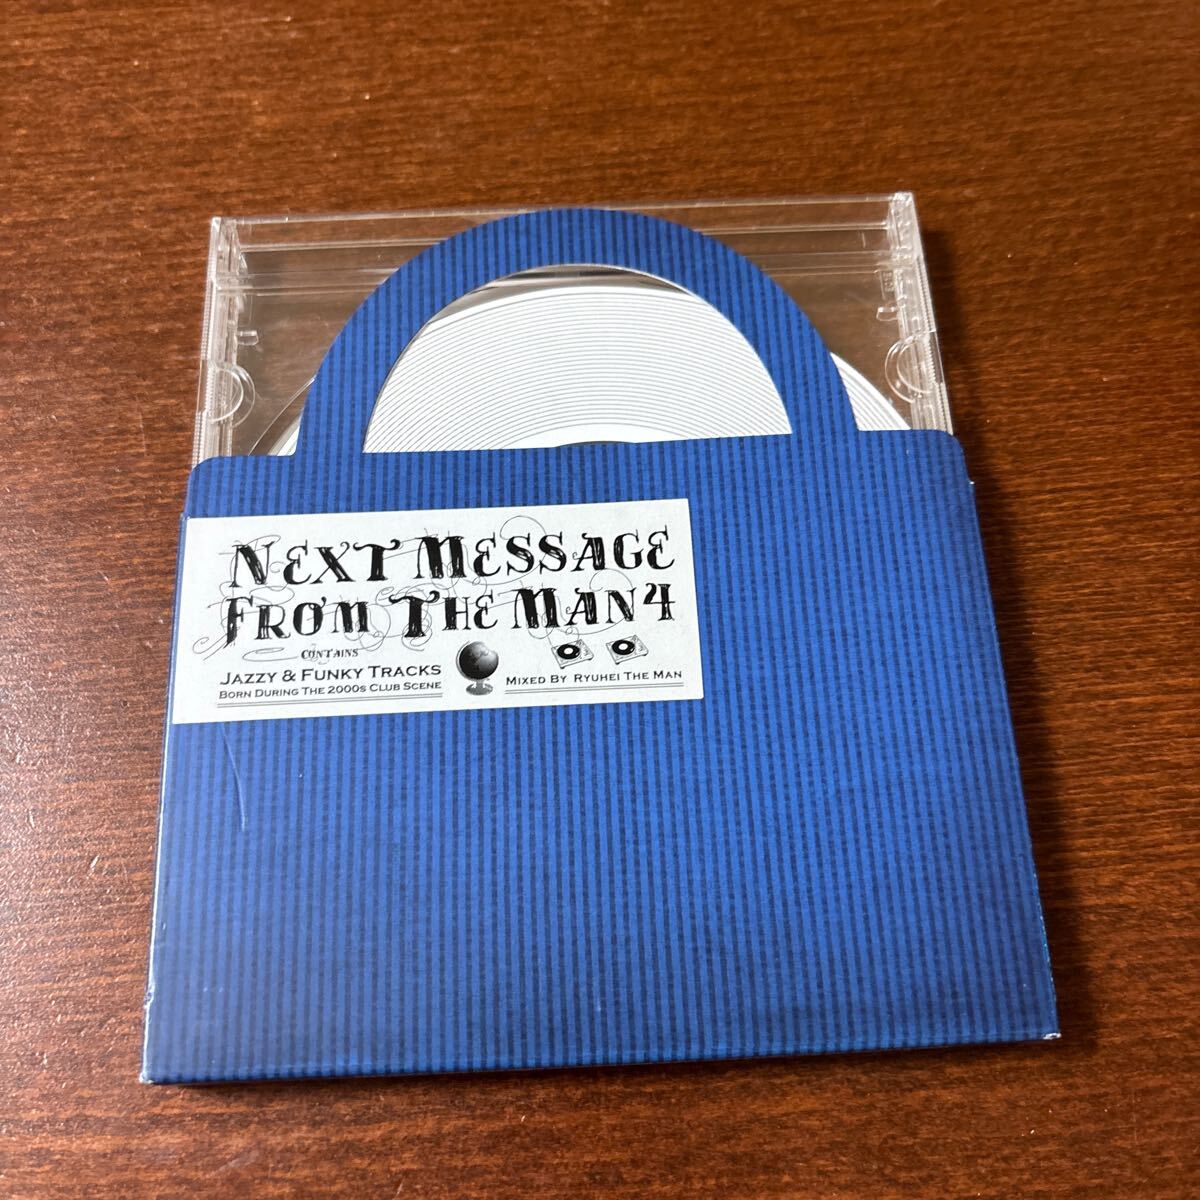 NEXT MESSAGE
FROM THE MAN 4
CONTAINS
JAZZY & FUNKY TRACKS
BORN DURING THE 2000S CLUB SCENE
MIXED BY RYUHEI THE MAN